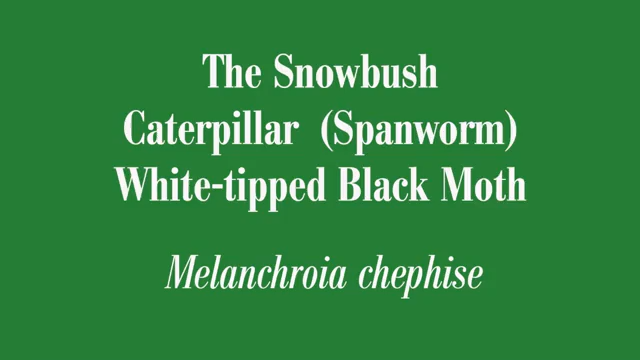 The Snowbush
Caterpillar (Spanworm)
White-tipped Black Moth
Melanchroia chephise